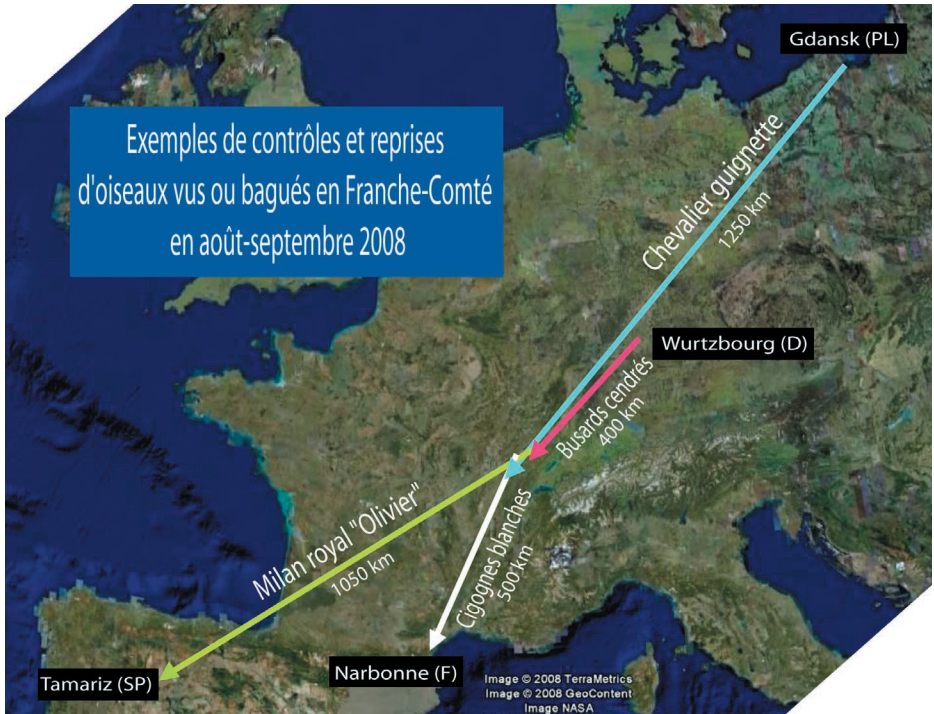 Gdansk (PL)
Exemples de contrôles et reprises
d'oiseaux vus ou bagués en Franche-Comté
en août-septembre 2008
Chevalier guignette
1250 km
Wurtzbourg (D)
Busards cendrés
400 km
Milan royal "Olivier"
1050 km
Cigognes blanches
500km
Tamariz (SP)
Narbonne (F)
Image © 2008 TerraMetrics
Image © 2008 GeoContent
Image NASA